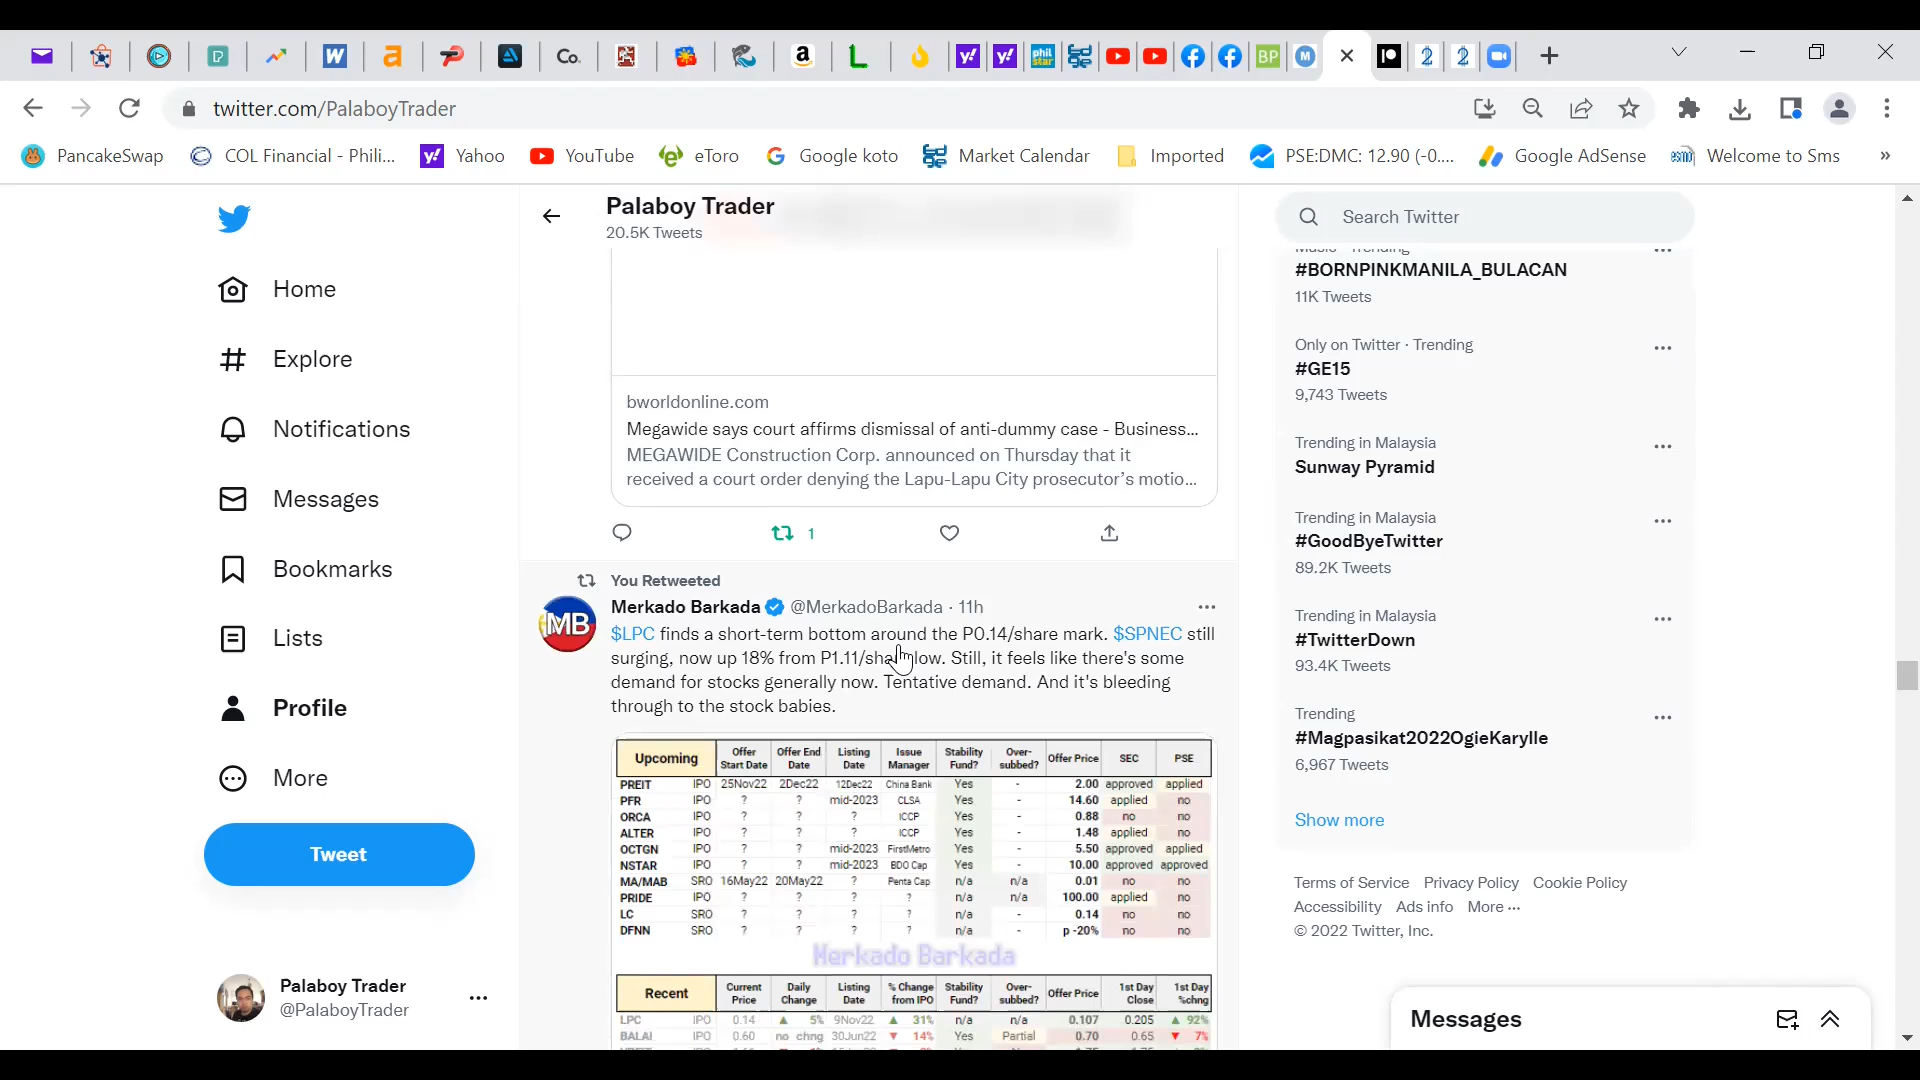 Co.
twitter.com/PalaboyTrader
PancakeSwap
COL Financial - Phili...
Yahoo
YouTube
eToro
Google koto
Market Calendar
Imported
PSE:DMC: 12.90 (-0....
Google AdSense
Welcome to Sms
»
Palaboy Trader
20.5K Tweets
Search Twitter
Home
Explore
Notifications
Messages
Bookmarks
Lists
Profile
More
Tweet
Palaboy Trader
@PalaboyTrader
bworldonline.com
Megawide says court affirms dismissal of anti-dummy case - Business...
MEGAWIDE Construction Corp. announced on Thursday that it
received a court order denying the Lapu-Lapu City prosecutor's motio...
1
You Retweeted
Merkado Barkada @MerkadoBarkada · 11h
$LPC finds a short-term bottom around the P0.14/share mark. $SPNEC still
surging, now up 18% from P1.11/share low. Still, it feels like there's some
demand for stocks generally now. Tentative demand. And it's bleeding
through to the stock babies.
Upcoming Offer Start Date Offer End Date Listing Date Issue Manager Stability Fund? Over-subbed? Offer Price SEC PSE
PREIT IPO 25Nov22 2Dec22 12Dec22 China Bank Yes - 2.00 approved applied
PFR IPO ? ? mid-2023 CLSA Yes - 14.60 applied no
ORCA IPO ? ? ? ICCP Yes - 0.88 no no
ALTER IPO ? ? ? ICCP Yes - 1.48 applied no
OCTGN IPO ? ? mid-2023 FirstMetro Yes - 5.50 approved applied
NSTAR IPO ? ? mid-2023 BDO Cap Yes - 10.00 approved approved
MA/MAB SRO 16May22 20May22 ? Penta Cap n/a n/a 0.01 no no
PRIDE IPO ? ? ? ? n/a n/a 100.00 applied no
LC SRO ? ? ? ? n/a - 0.14 no no
DFNN SRO ? ? ? ? n/a - p -20% no no
Merkado Barkada
Recent Current Price Daily Change Listing Date % Change from IPO Stability Fund? Over-subbed? Offer Price 1st Day Close 1st Day %chng
LPC IPO 0.14 ▲ 5% 9Nov22 ▲ 31% n/a n/a 0.107 0.205 ▲ 92%
BALAI IPO 0.60 no chng 30Jun22 ▼ 14% Yes Partial 0.70 0.65 ▼ 7%
Music · Trending
#BORNPINKMANILA_BULACAN
11K Tweets
Only on Twitter · Trending
#GE15
9,743 Tweets
Trending in Malaysia
Sunway Pyramid
Trending in Malaysia
#GoodByeTwitter
89.2K Tweets
Trending in Malaysia
#TwitterDown
93.4K Tweets
Trending
#Magpasikat2022OgieKarylle
6,967 Tweets
Show more
Terms of Service Privacy Policy Cookie Policy
Accessibility Ads info More ···
© 2022 Twitter, Inc.
Messages